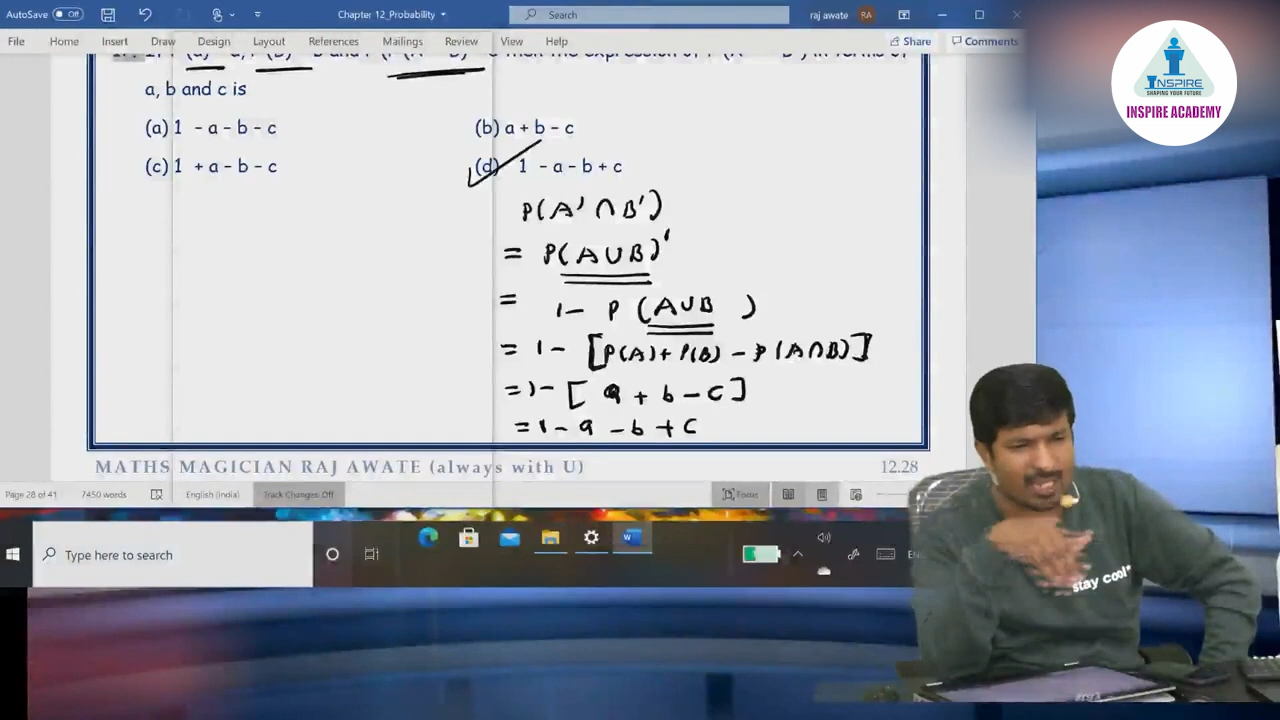 AutoSave Off Chapter 12_Probability Search raj awate RA
File Home Insert Draw Design Layout References Mailings Review View Help Share Comments
INSPIRE
SHAPING YOUR FUTURE
INSPIRE ACADEMY
a, b and c is
(a) 1 - a - b - c (b) a + b - c
(c) 1 + a - b - c (d) 1 - a - b + c
P(A' ∩ B')
= P(A∪B)'
= 1 - P (A∪B )
= 1 - [P(A) + P(B) - P(A∩B)]
= 1 - [ a + b - c ]
= 1 - a - b + c
MATHS MAGICIAN RAJ AWATE (always with U) 12.28
Page 28 of 41 7450 words English (India) Track Changes: Off Focus
Type here to search
stay cool